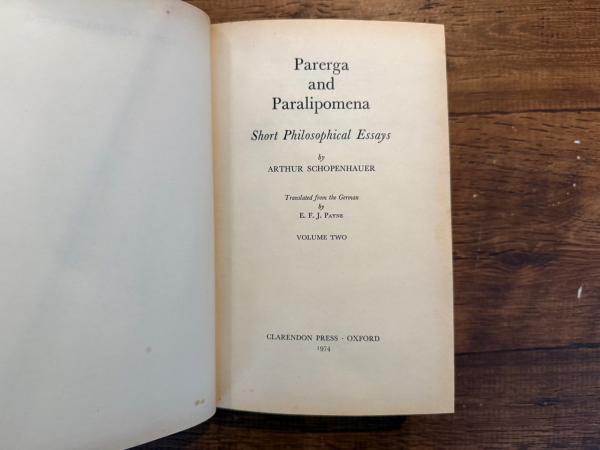 Parerga
and
Paralipomena
Short Philosophical Essays
by
ARTHUR SCHOPENHAUER
Translated from the German
by
E. F. J. PAYNE
VOLUME TWO
CLARENDON PRESS · OXFORD
1974